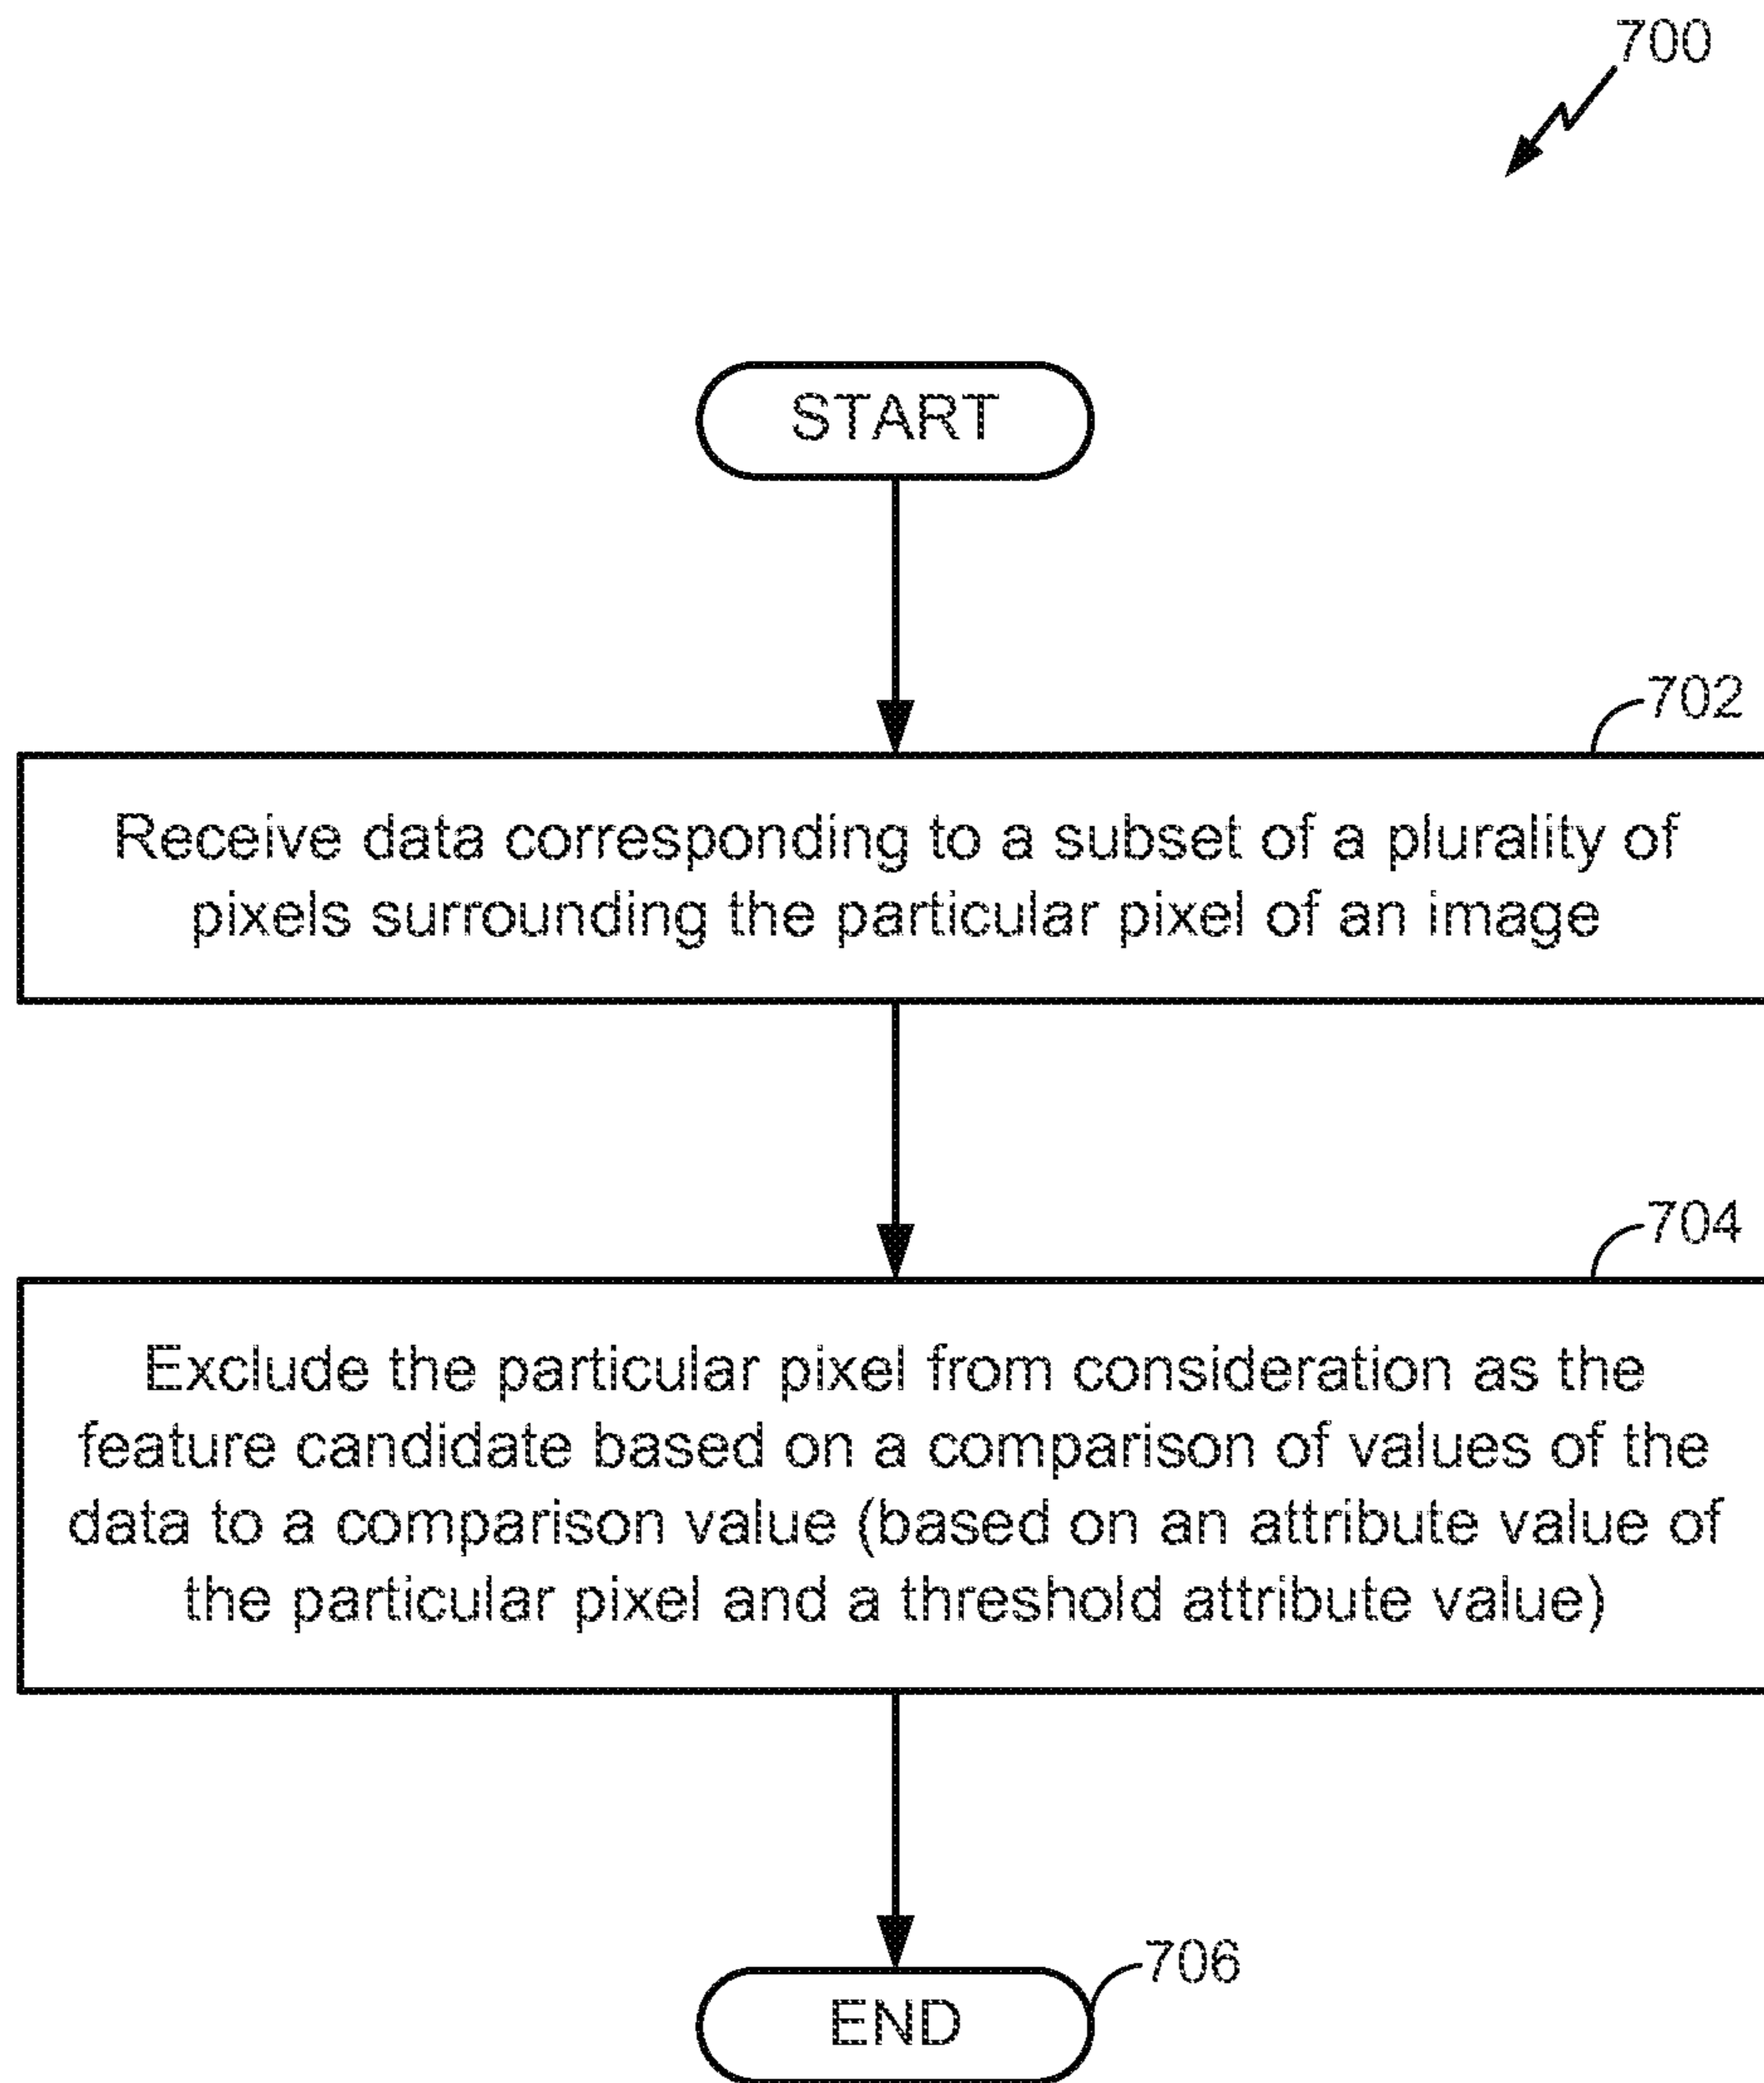 700
START
702
Receive data corresponding to a subset of a plurality of
pixels surrounding the particular pixel of an image
704
Exclude the particular pixel from consideration as the
feature candidate based on a comparison of values of the
data to a comparison value (based on an attribute value of
the particular pixel and a threshold attribute value)
706
END